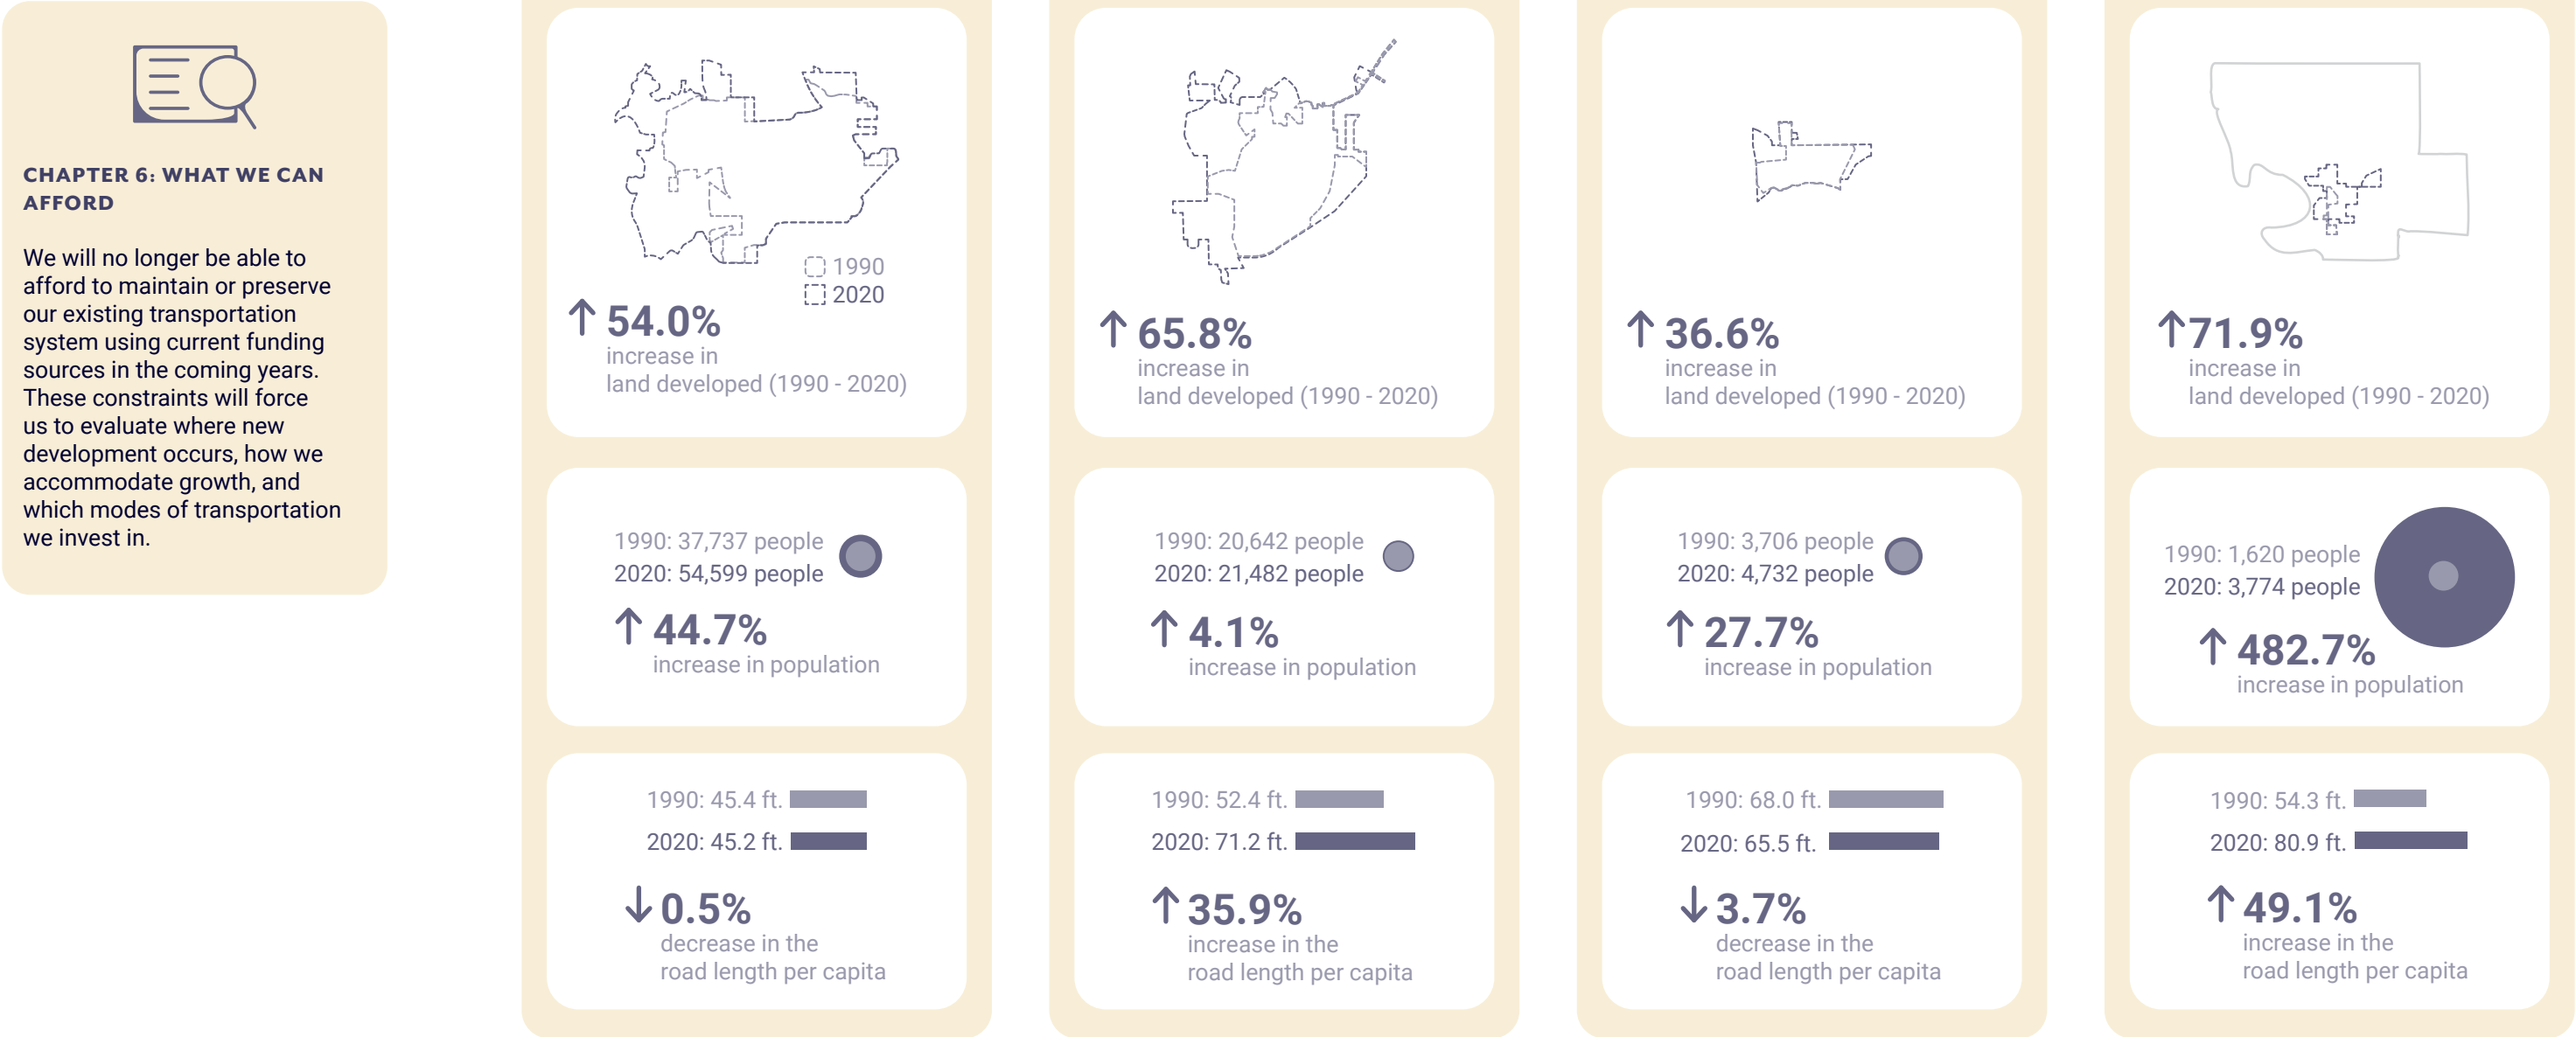 CHAPTER 6: WHAT WE CAN
AFFORD
We will no longer be able to
afford to maintain or preserve
our existing transportation
system using current funding
sources in the coming years.
These constraints will force
us to evaluate where new
development occurs, how we
accommodate growth, and
which modes of transportation
we invest in.
1990
2020
54.0%
increase in
land developed (1990 - 2020)
1990: 37,737 people
2020: 54,599 people
44.7%
increase in population
1990: 45.4 ft.
2020: 45.2 ft.
0.5%
decrease in the
road length per capita
65.8%
increase in
land developed (1990 - 2020)
1990: 20,642 people
2020: 21,482 people
4.1%
increase in population
1990: 52.4 ft.
2020: 71.2 ft.
35.9%
increase in the
road length per capita
36.6%
increase in
land developed (1990 - 2020)
1990: 3,706 people
2020: 4,732 people
27.7%
increase in population
1990: 68.0 ft.
2020: 65.5 ft.
3.7%
decrease in the
road length per capita
71.9%
increase in
land developed (1990 - 2020)
1990: 1,620 people
2020: 3,774 people
482.7%
increase in population
1990: 54.3 ft.
2020: 80.9 ft.
49.1%
increase in the
road length per capita